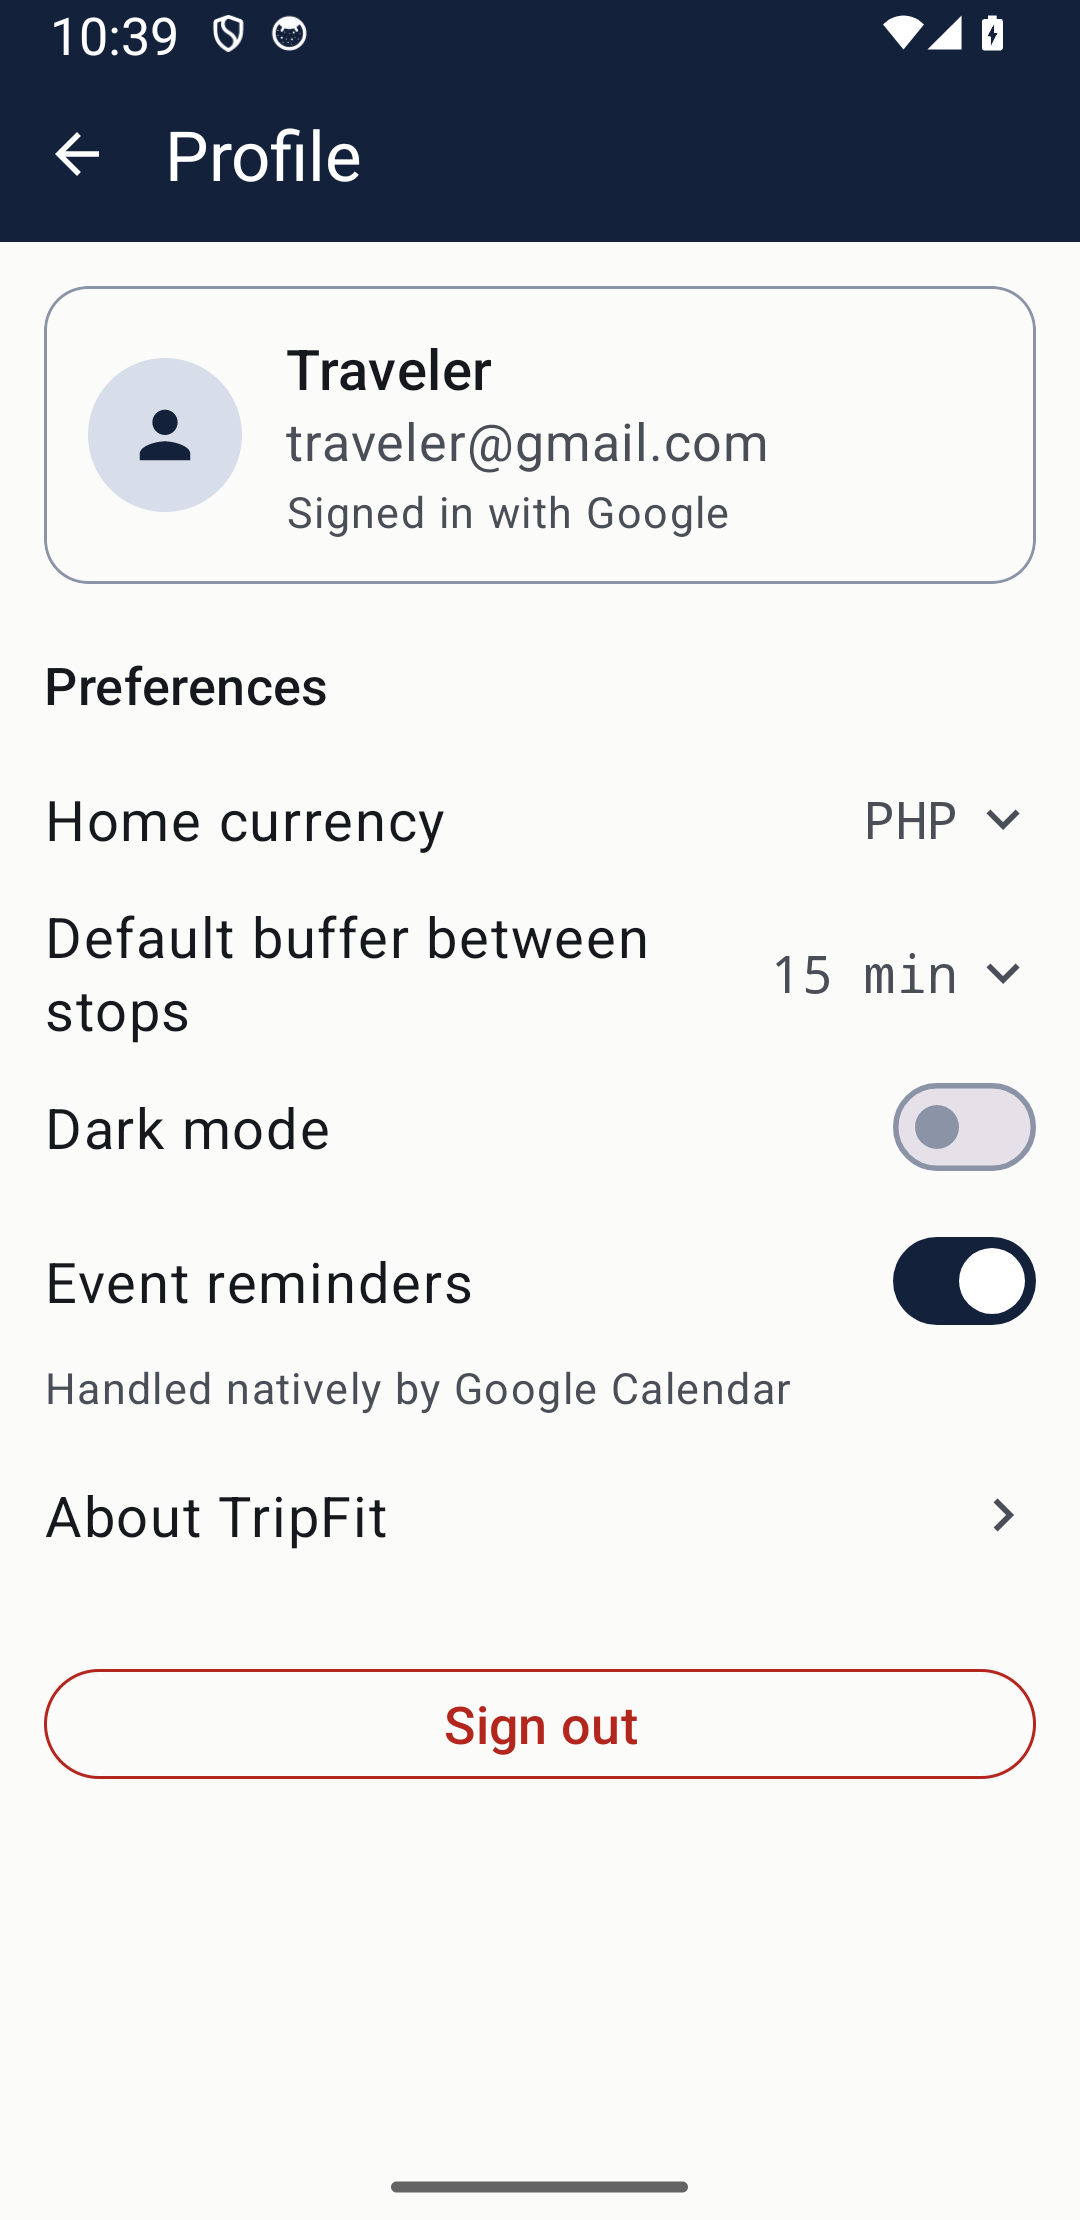 10:39
Profile
Traveler
traveler@gmail.com
Signed in with Google
Preferences
Home currency
PHP
Default buffer between
stops
15 min
Dark mode
Event reminders
Handled natively by Google Calendar
About TripFit
Sign out